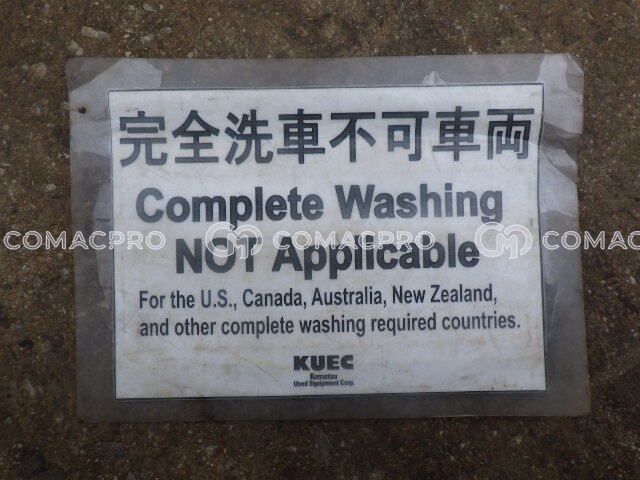 完全洗車不可車両
Complete Washing
NOT Applicable
COMACPRO COMACPRO COMACPRO
For the U.S., Canada, Australia, New Zealand,
and other complete washing required countries.
KUEC
Komatsu
Used Equipment Corp.